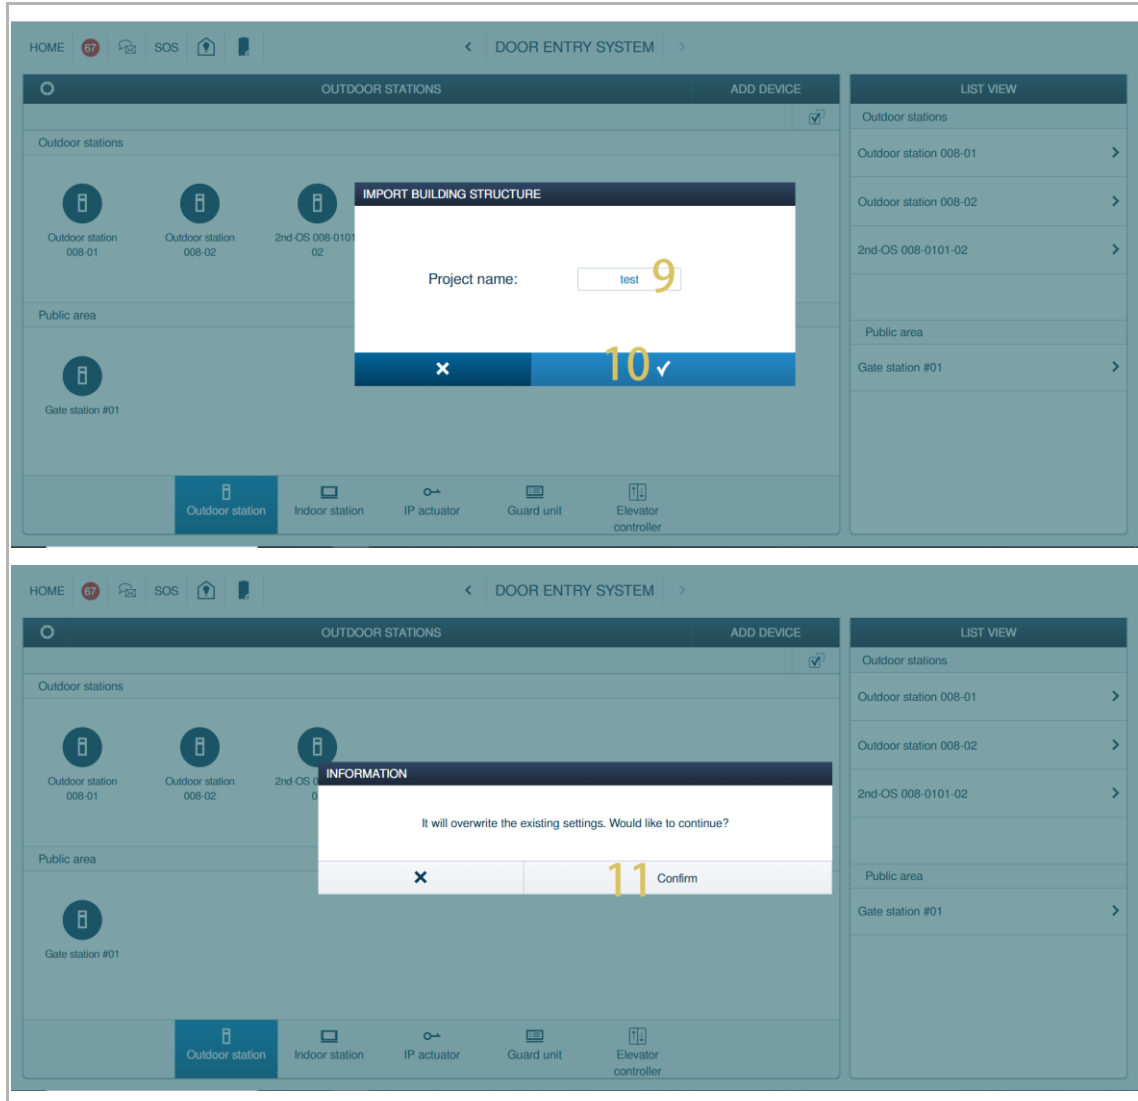 HOME 67 SOS < DOOR ENTRY SYSTEM >
OUTDOOR STATIONS ADD DEVICE LIST VIEW
Outdoor stations
Outdoor stations
Outdoor station 008-01
Outdoor station 008-02
2nd-OS 008-0101-02
Outdoor station
008-01
Outdoor station
008-02
2nd-OS 008-0101
02
IMPORT BUILDING STRUCTURE
Project name: test 9
10
Public area
Public area
Gate station #01
Gate station #01
Outdoor station
Indoor station
IP actuator
Guard unit
Elevator
controller
HOME 67 SOS < DOOR ENTRY SYSTEM >
OUTDOOR STATIONS ADD DEVICE LIST VIEW
Outdoor stations
Outdoor stations
Outdoor station 008-01
Outdoor station 008-02
2nd-OS 008-0101-02
Outdoor station
008-01
Outdoor station
008-02
2nd-OS 0
0
INFORMATION
It will overwrite the existing settings. Would like to continue?
11 Confirm
Public area
Public area
Gate station #01
Gate station #01
Outdoor station
Indoor station
IP actuator
Guard unit
Elevator
controller